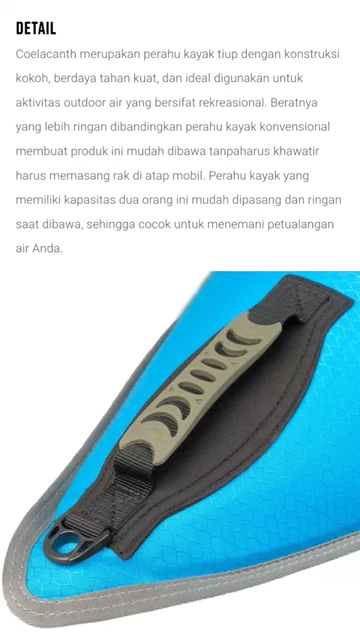 DETAIL
Coelacanth merupakan perahu kayak tiup dengan konstruksi
kokoh, berdaya tahan kuat, dan ideal digunakan untuk
aktivitas outdoor air yang bersifat rekreasional. Beratnya
yang lebih ringan dibandingkan perahu kayak konvensional
membuat produk ini mudah dibawa tanpaharus khawatir
harus memasang rak di atap mobil. Perahu kayak yang
memiliki kapasitas dua orang ini mudah dipasang dan ringan
saat dibawa, sehingga cocok untuk menemani petualangan
air Anda.